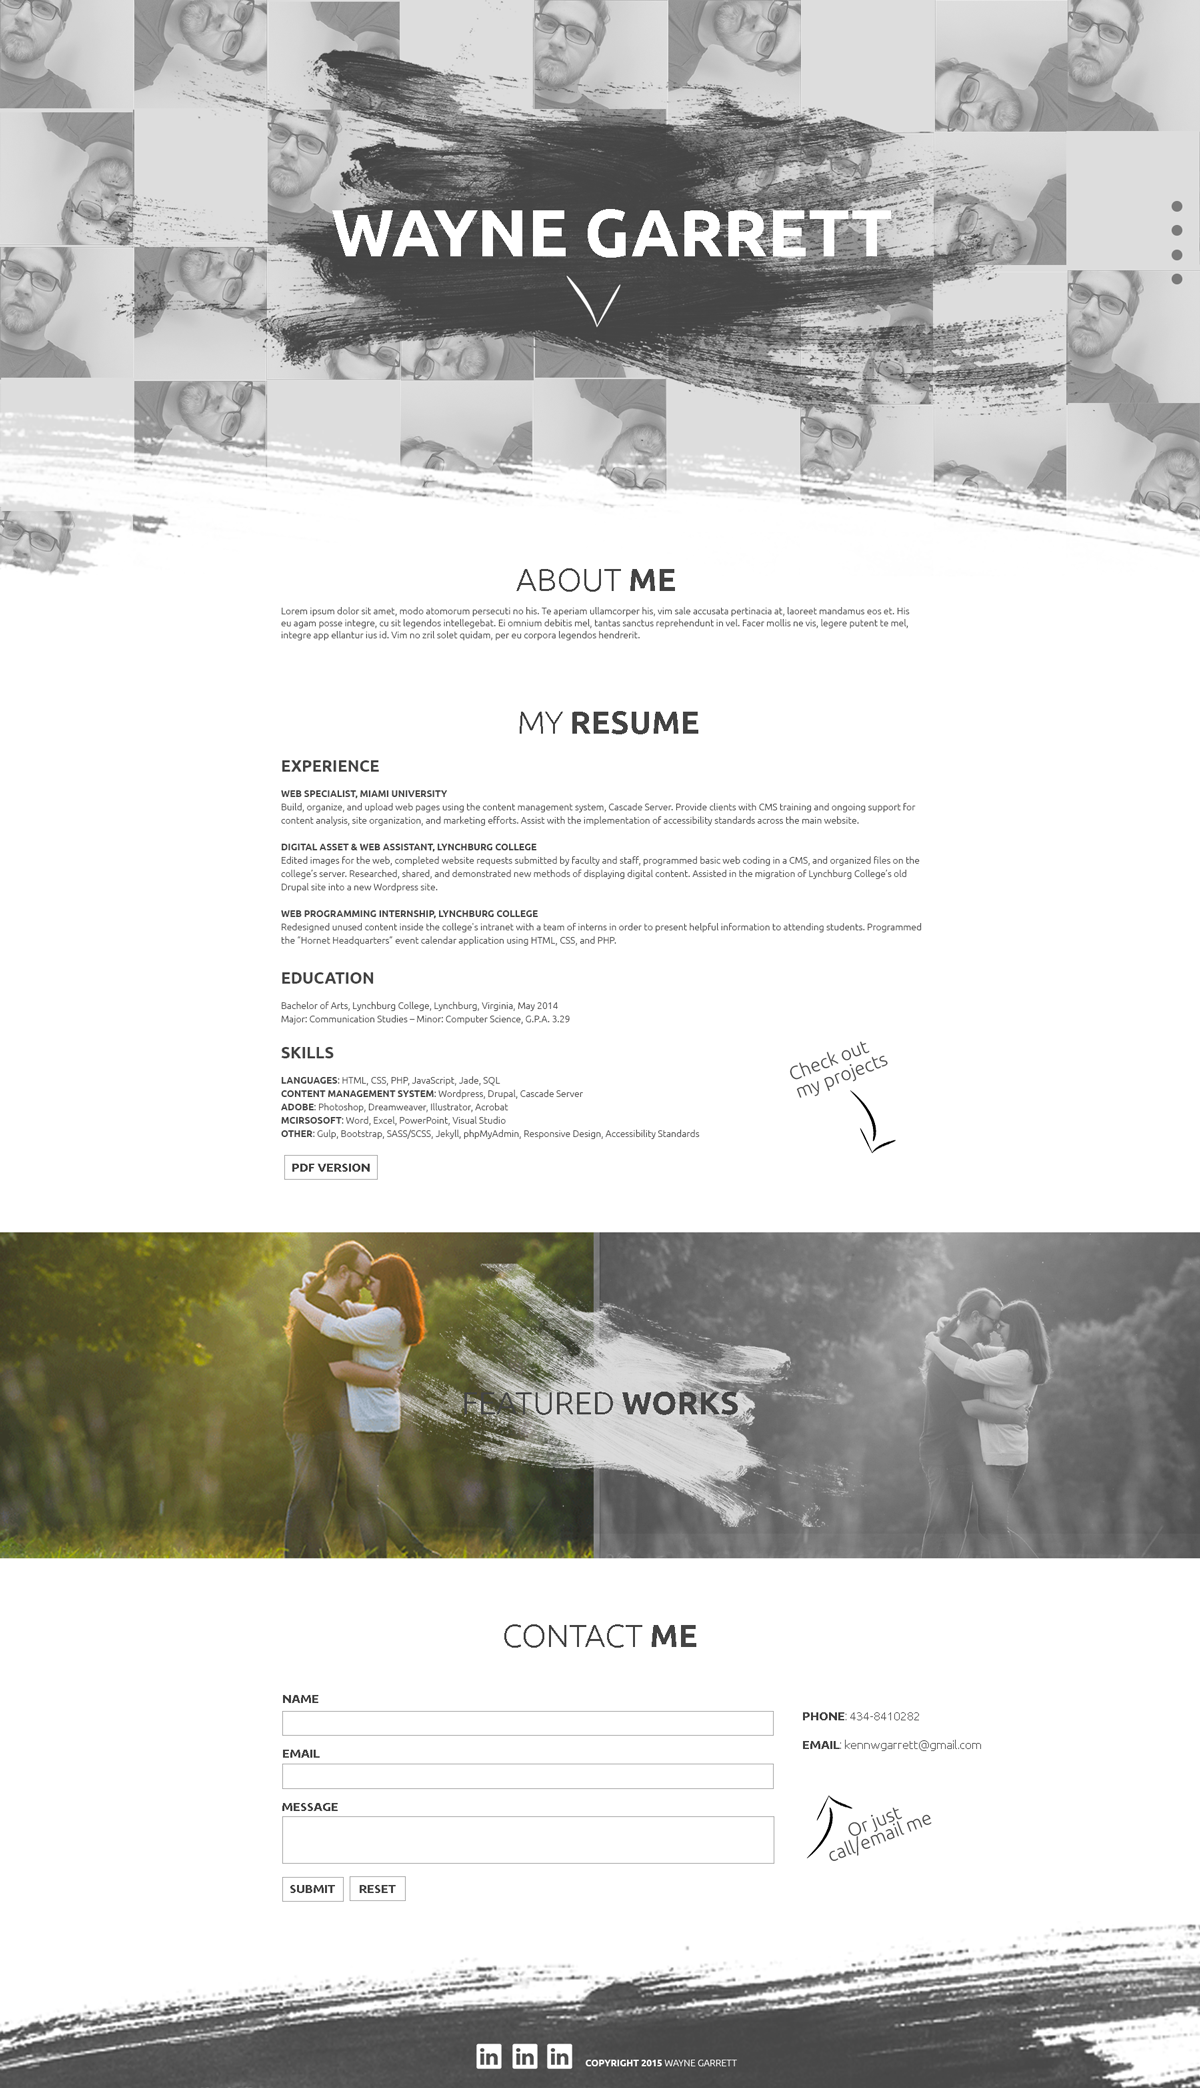 WAYNE GARRETT
ABOUT ME
Lorem ipsum dolor sit amet, modo atomorum persecuti no his. Te aperiam ullamcorper his, vim sale accusata pertinacia at, laoreet mandamus eos et. His
eu agam posse integre, cu sit legendos intellegebat. Ei omnium debitis mel, tantas sanctus reprehendunt in vel. Facer mollis ne vis, legere putent te mel,
integre app ellantur ius id. Vim no zril solet quidam, per eu corpora legendos hendrerit.
MY RESUME
EXPERIENCE
WEB SPECIALIST, MIAMI UNIVERSITY
Build, organize, and upload web pages using the content management system, Cascade Server. Provide clients with CMS training and ongoing support for
content analysis, site organization, and marketing efforts. Assist with the implementation of accessibility standards across the main website.
DIGITAL ASSET & WEB ASSISTANT, LYNCHBURG COLLEGE
Edited images for the web, completed website requests submitted by faculty and staff, programmed basic web coding in a CMS, and organized files on the
college's server. Researched, shared, and demonstrated new methods of displaying digital content. Assisted in the migration of Lynchburg College's old
Drupal site into a new Wordpress site.
WEB PROGRAMMING INTERNSHIP, LYNCHBURG COLLEGE
Redesigned unused content inside the college's intranet with a team of interns in order to present helpful information to attending students. Programmed
the "Hornet Headquarters" event calendar application using HTML, CSS, and PHP.
EDUCATION
Bachelor of Arts, Lynchburg College, Lynchburg, Virginia, May 2014
Major: Communication Studies – Minor: Computer Science, G.P.A. 3.29
SKILLS
LANGUAGES: HTML, CSS, PHP, JavaScript, Jade, SQL
CONTENT MANAGEMENT SYSTEM: Wordpress, Drupal, Cascade Server
ADOBE: Photoshop, Dreamweaver, Illustrator, Acrobat
MCIRSOSOFT: Word, Excel, PowerPoint, Visual Studio
OTHER: Gulp, Bootstrap, SASS/SCSS, Jekyll, phpMyAdmin, Responsive Design, Accessibility Standards
Check out
my projects
PDF VERSION
FEATURED WORKS
CONTACT ME
NAME
EMAIL
MESSAGE
SUBMIT RESET
PHONE: 434-8410282
EMAIL: kennwgarrett@gmail.com
Or just
call/email me
in in in COPYRIGHT 2015 WAYNE GARRETT